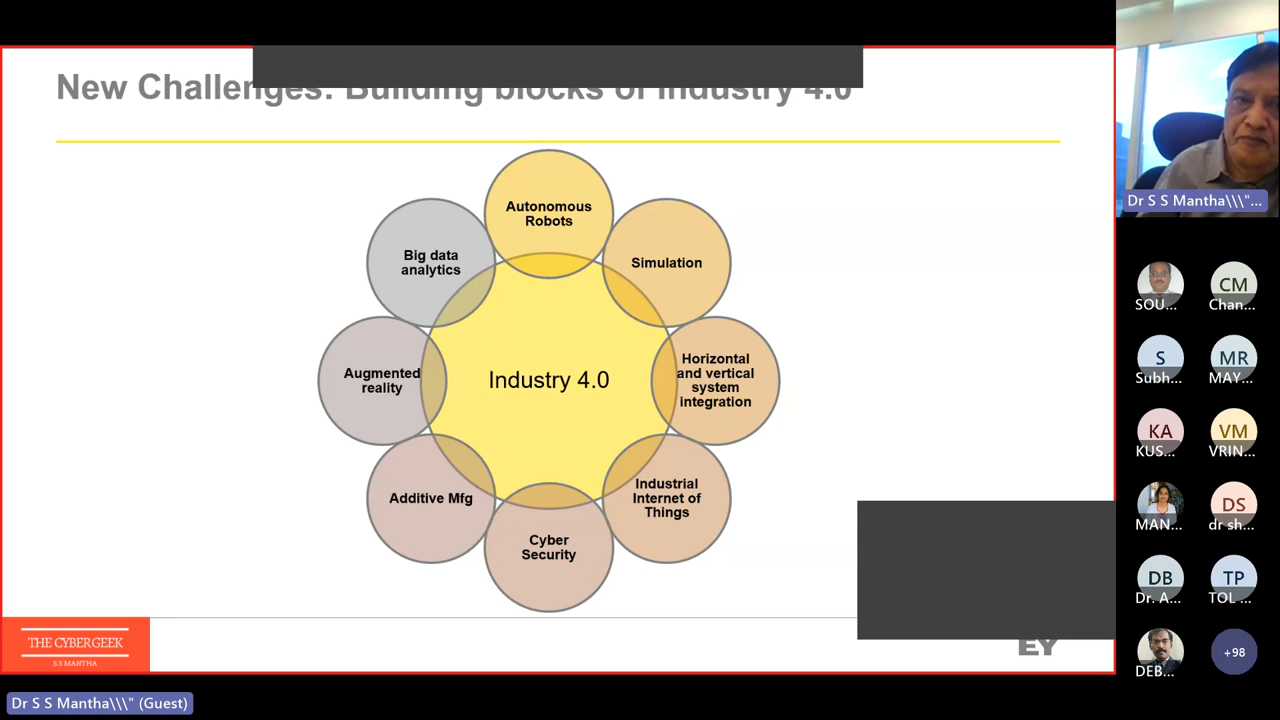 New Challenges: Building blocks of Industry 4.0
Autonomous
Robots
Big data
analytics
Simulation
Augmented
reality
Industry 4.0
Horizontal
and vertical
system
integration
Additive Mfg
Industrial
Internet of
Things
Cyber
Security
THE CYBERGEEK
S S MANTHA
EY
Dr S S Mantha\\\" (Guest)
Dr S S Mantha\\\"...
SOU...
CM
Chan...
S
Subh...
MR
MAY...
KA
KUS...
VM
VRIN...
MAN...
DS
dr sh...
DB
Dr. A...
TP
TOL ...
DEB...
+98